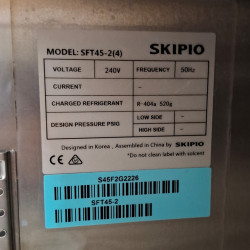 MODEL: SFT45-2(4) SKIPIO
VOLTAGE 240V FREQUENCY 50Hz
CURRENT -
CHARGED REFRIGERANT R-404a 520g
DESIGN PRESSURE PSIG LOW SIDE -
HIGH SIDE -
Designed in Korea , Assembled in China by SKIPIO
*Do not clean label with solvent
S45F2G2226
SFT45-2